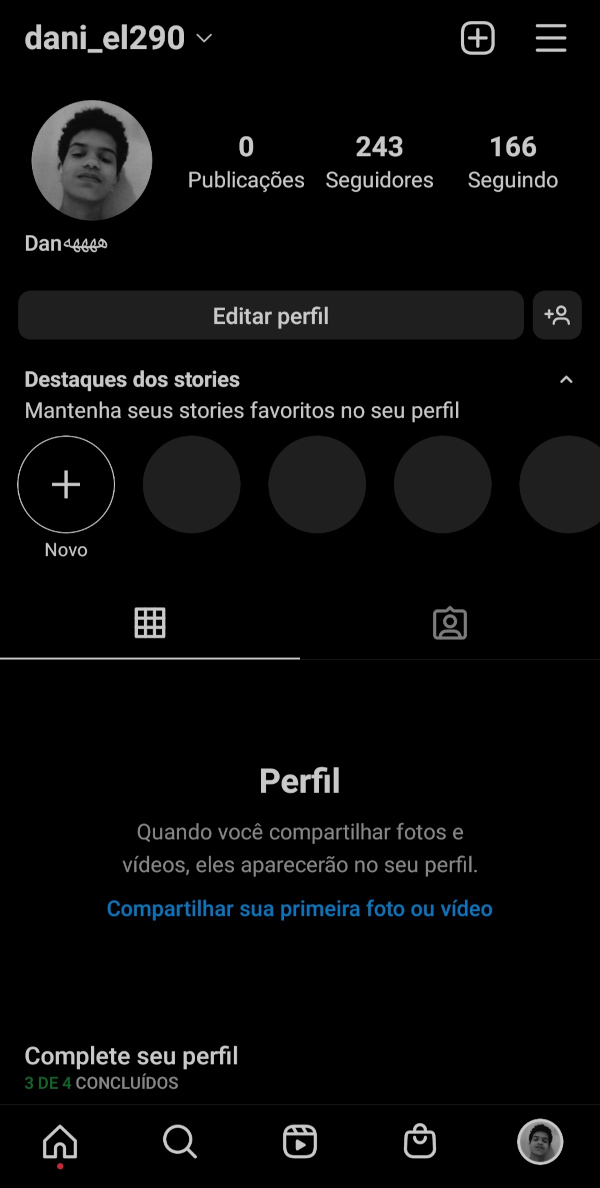 dani_el290
0 243 166
Publicações Seguidores Seguindo
Dan
Editar perfil
Destaques dos stories
Mantenha seus stories favoritos no seu perfil
Novo
Perfil
Quando você compartilhar fotos e
vídeos, eles aparecerão no seu perfil.
Compartilhar sua primeira foto ou vídeo
Complete seu perfil
3 DE 4 CONCLUÍDOS